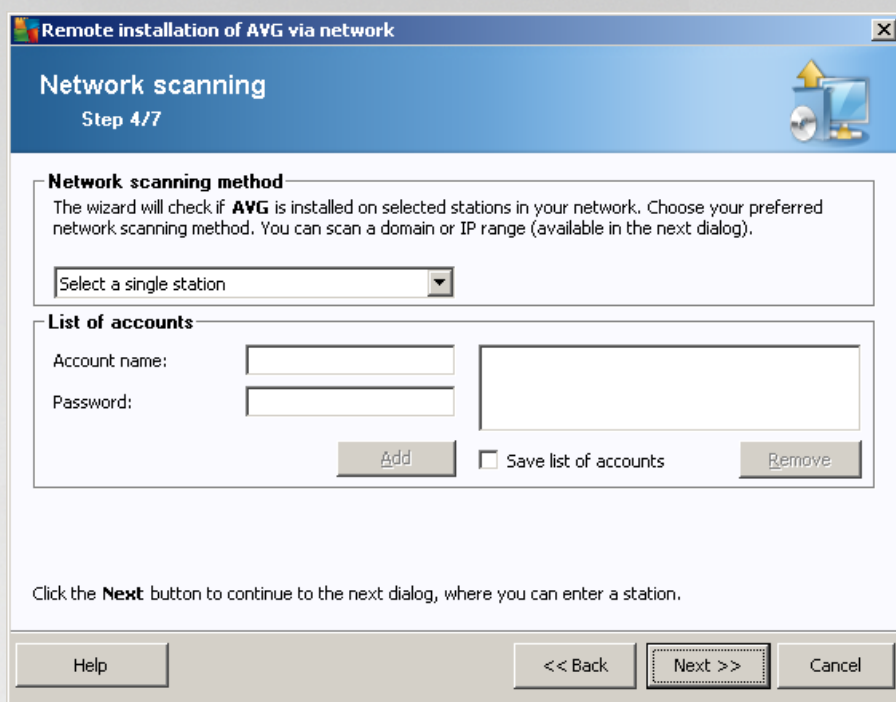 Remote installation of AVG via network
Network scanning
Step 4/7
Network scanning method
The wizard will check if AVG is installed on selected stations in your network. Choose your preferred
network scanning method. You can scan a domain or IP range (available in the next dialog).
Select a single station
List of accounts
Account name:
Password:
Add
Save list of accounts
Remove
Click the Next button to continue to the next dialog, where you can enter a station.
Help
<< Back
Next >>
Cancel